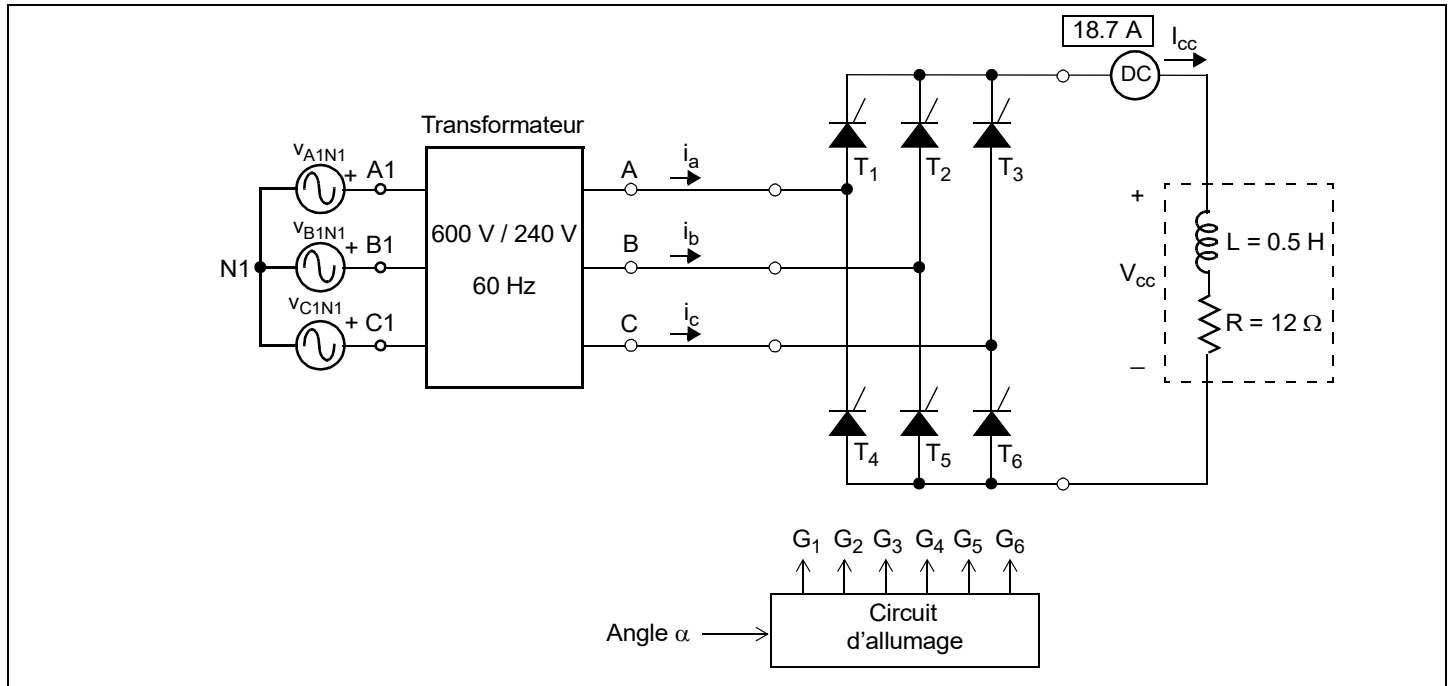 18.7 A
I_cc
DC
Transformateur
v_A1N1
+ A1
A
i_a
T_1
T_2
T_3
600 V / 240 V
v_B1N1
+ B1
N1
B
i_b
60 Hz
v_C1N1
+ C1
C
i_c
+
V_cc
–
L = 0.5 H
R = 12 Ω
T_4
T_5
T_6
G_1 G_2 G_3 G_4 G_5 G_6
Angle α
Circuit
d'allumage